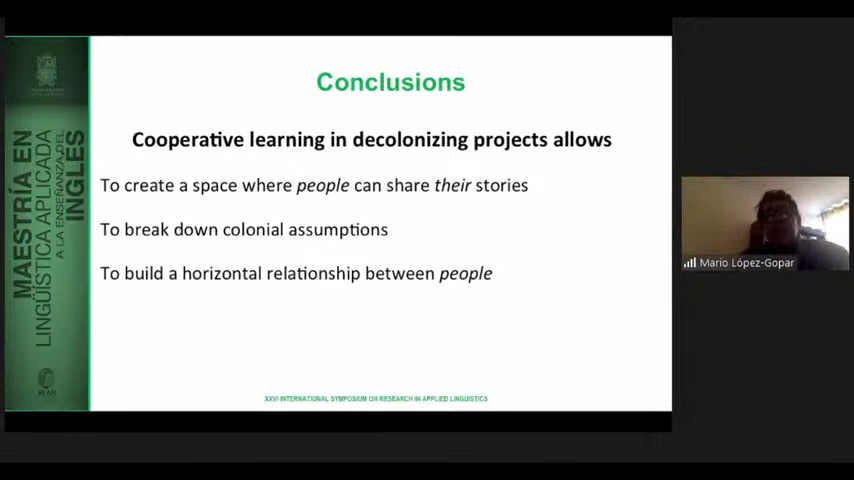 Conclusions
Cooperative learning in decolonizing projects allows
To create a space where people can share their stories
To break down colonial assumptions
To build a horizontal relationship between people
XXVI INTERNATIONAL SYMPOSIUM ON RESEARCH IN APPLIED LINGUISTICS
MAESTRÍA EN
LINGÜÍSTICA APLICADA
A LA ENSEÑANZA DEL
INGLÉS
Mario López-Gopar